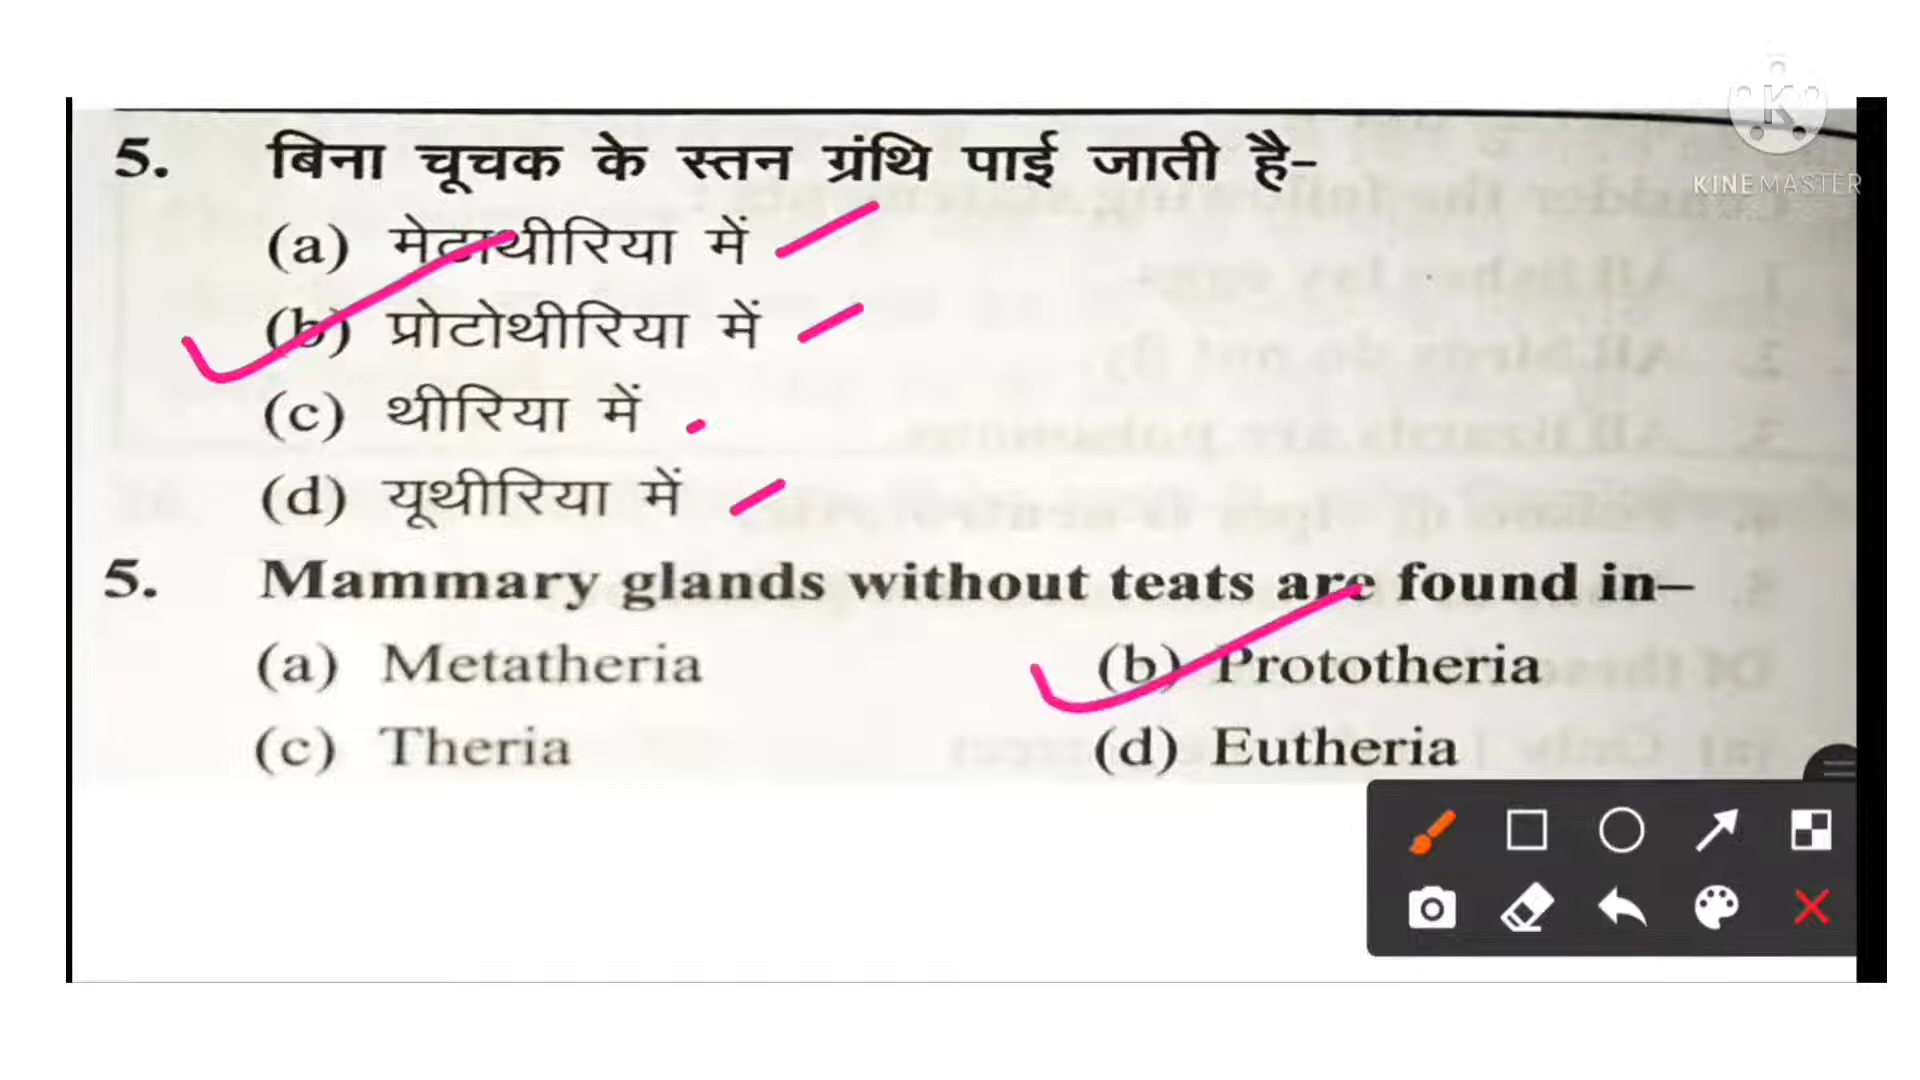 KINEMASTER
5. बिना चूचक के स्तन ग्रंथि पाई जाती है-
(a) मेटाथीरिया में
(b) प्रोटोथीरिया में
(c) थीरिया में
(d) यूथीरिया में
5. Mammary glands without teats are found in–
(a) Metatheria (b) Prototheria
(c) Theria (d) Eutheria